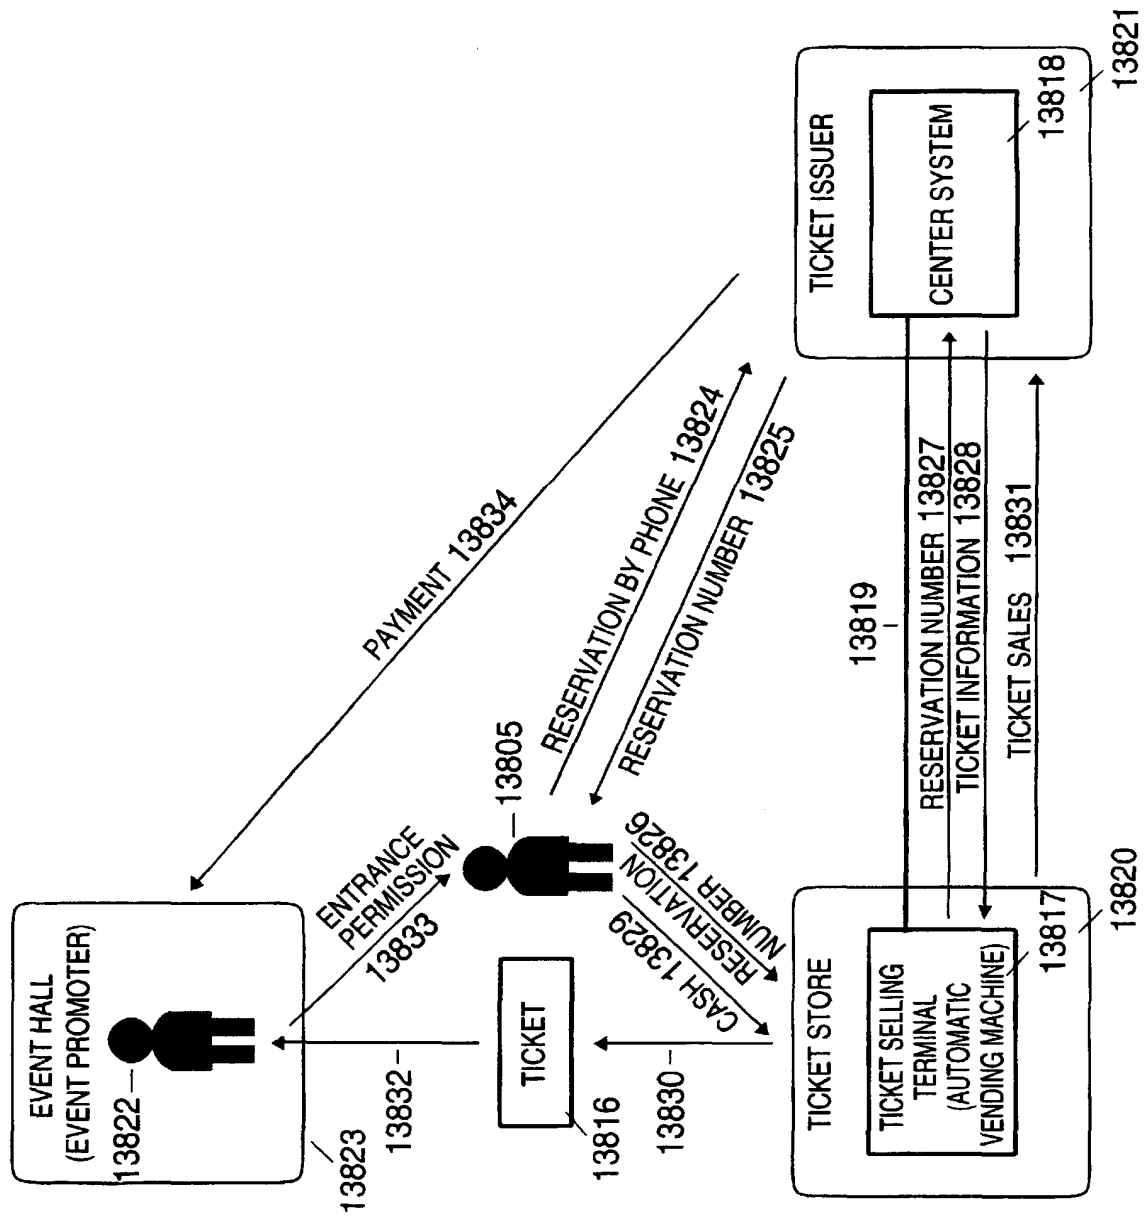 EVENT HALL
(EVENT PROMOTER)
13822
13823
13832
ENTRANCE
PERMISSION
13833
PAYMENT 13834
TICKET
13816
13830
13805
RESERVATION BY PHONE 13824
RESERVATION NUMBER 13825
CASH 13829
RESERVATION
NUMBER 13826
TICKET STORE
TICKET SELLING
TERMINAL
(AUTOMATIC
VENDING MACHINE)
13817
13820
13819
RESERVATION NUMBER 13827
TICKET INFORMATION 13828
TICKET SALES 13831
TICKET ISSUER
CENTER SYSTEM
13818
13821